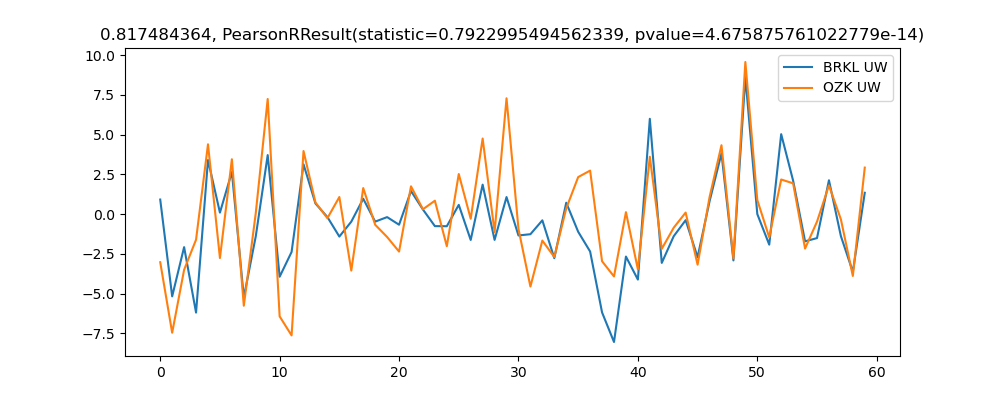 0.817484364, PearsonRResult(statistic=0.7922995494562339, pvalue=4.675875761022779e-14)
10.0
7.5
5.0
2.5
0.0
−2.5
−5.0
−7.5
BRKL UW
OZK UW
0 10 20 30 40 50 60